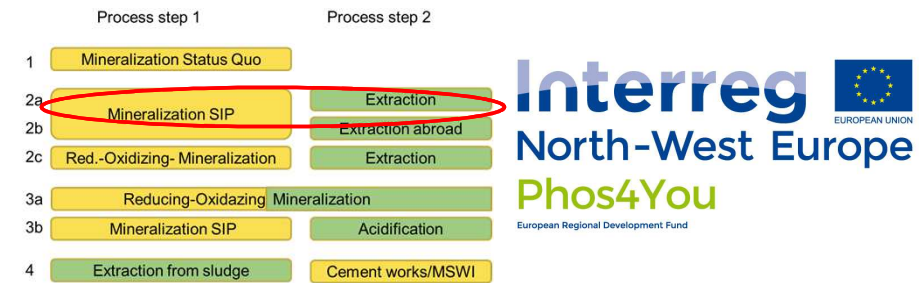 Process step 1 Process step 2
1 Mineralization Status Quo
2a Mineralization SIP Extraction
2b Extraction abroad
2c Red.-Oxidizing- Mineralization Extraction
3a Reducing-Oxidazing Mineralization
3b Mineralization SIP Acidification
4 Extraction from sludge Cement works/MSWI
Interreg
EUROPEAN UNION
North-West Europe
Phos4You
European Regional Development Fund